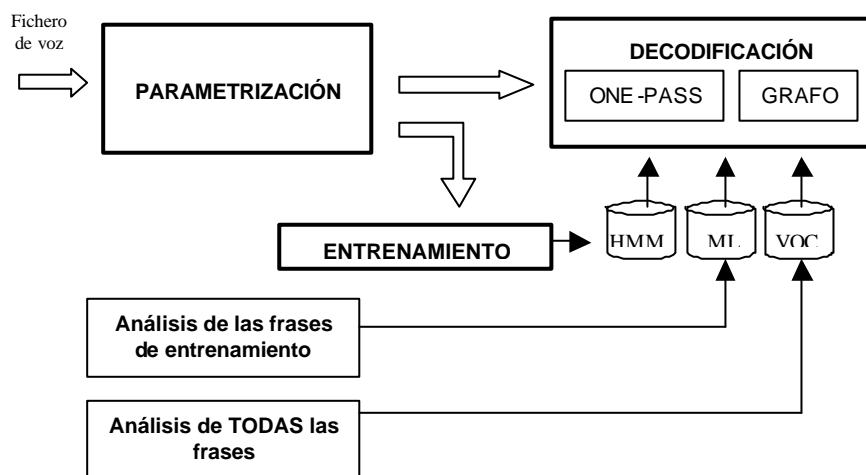 Fichero
de voz
PARAMETRIZACIÓN
DECODIFICACIÓN
ONE-PASS
GRAFO
ENTRENAMIENTO
HMM
ML
VOC
Análisis de las frases
de entrenamiento
Análisis de TODAS las
frases